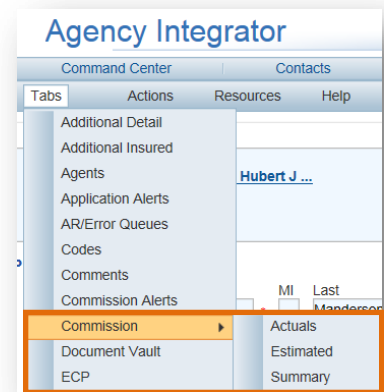 Agency Integrator
Command Center Contacts
Tabs Actions Resources Help
Additional Detail
Additional Insured
Agents Hubert J ...
Application Alerts
AR/Error Queues
Codes
Comments
MI Last
Commission Alerts Manderson
Commission Actuals
Document Vault Estimated
ECP Summary